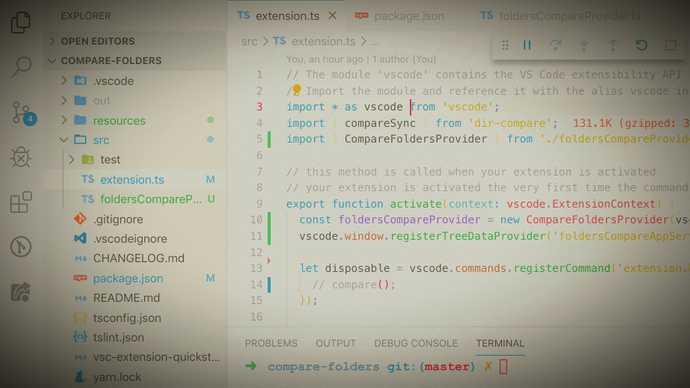 EXPLORER
OPEN EDITORS
COMPARE-FOLDERS
.vscode
out
resources
src
test
TS extension.ts M
TS foldersCompareP... U
.gitignore
.vscodeignore
CHANGELOG.md
package.json M
README.md
tsconfig.json
tslint.json
vsc-extension-quickst...
yarn.lock
4
TS extension.ts
package.json
TS foldersCompareProvider.ts
src > TS extension.ts > ...
You, an hour ago | 1 author (You)
1 // The module 'vscode' contains the VS Code extensibility API
2 // Import the module and reference it with the alias vscode in
3 import * as vscode from 'vscode';
4 import { compareSync } from 'dir-compare'; 131.1K (gzipped: 3
5 import { CompareFoldersProvider } from './foldersCompareProvide
6
7 // this method is called when your extension is activated
8 // your extension is activated the very first time the command
9 export function activate(context: vscode.ExtensionContext) {
10 const foldersCompareProvider = new CompareFoldersProvider(vs
11 vscode.window.registerTreeDataProvider('foldersCompareAppSer
12
13 let disposable = vscode.commands.registerCommand('extension.
14 // compare();
15 });
16
PROBLEMS OUTPUT DEBUG CONSOLE TERMINAL
➜ compare-folders git:(master) ✗